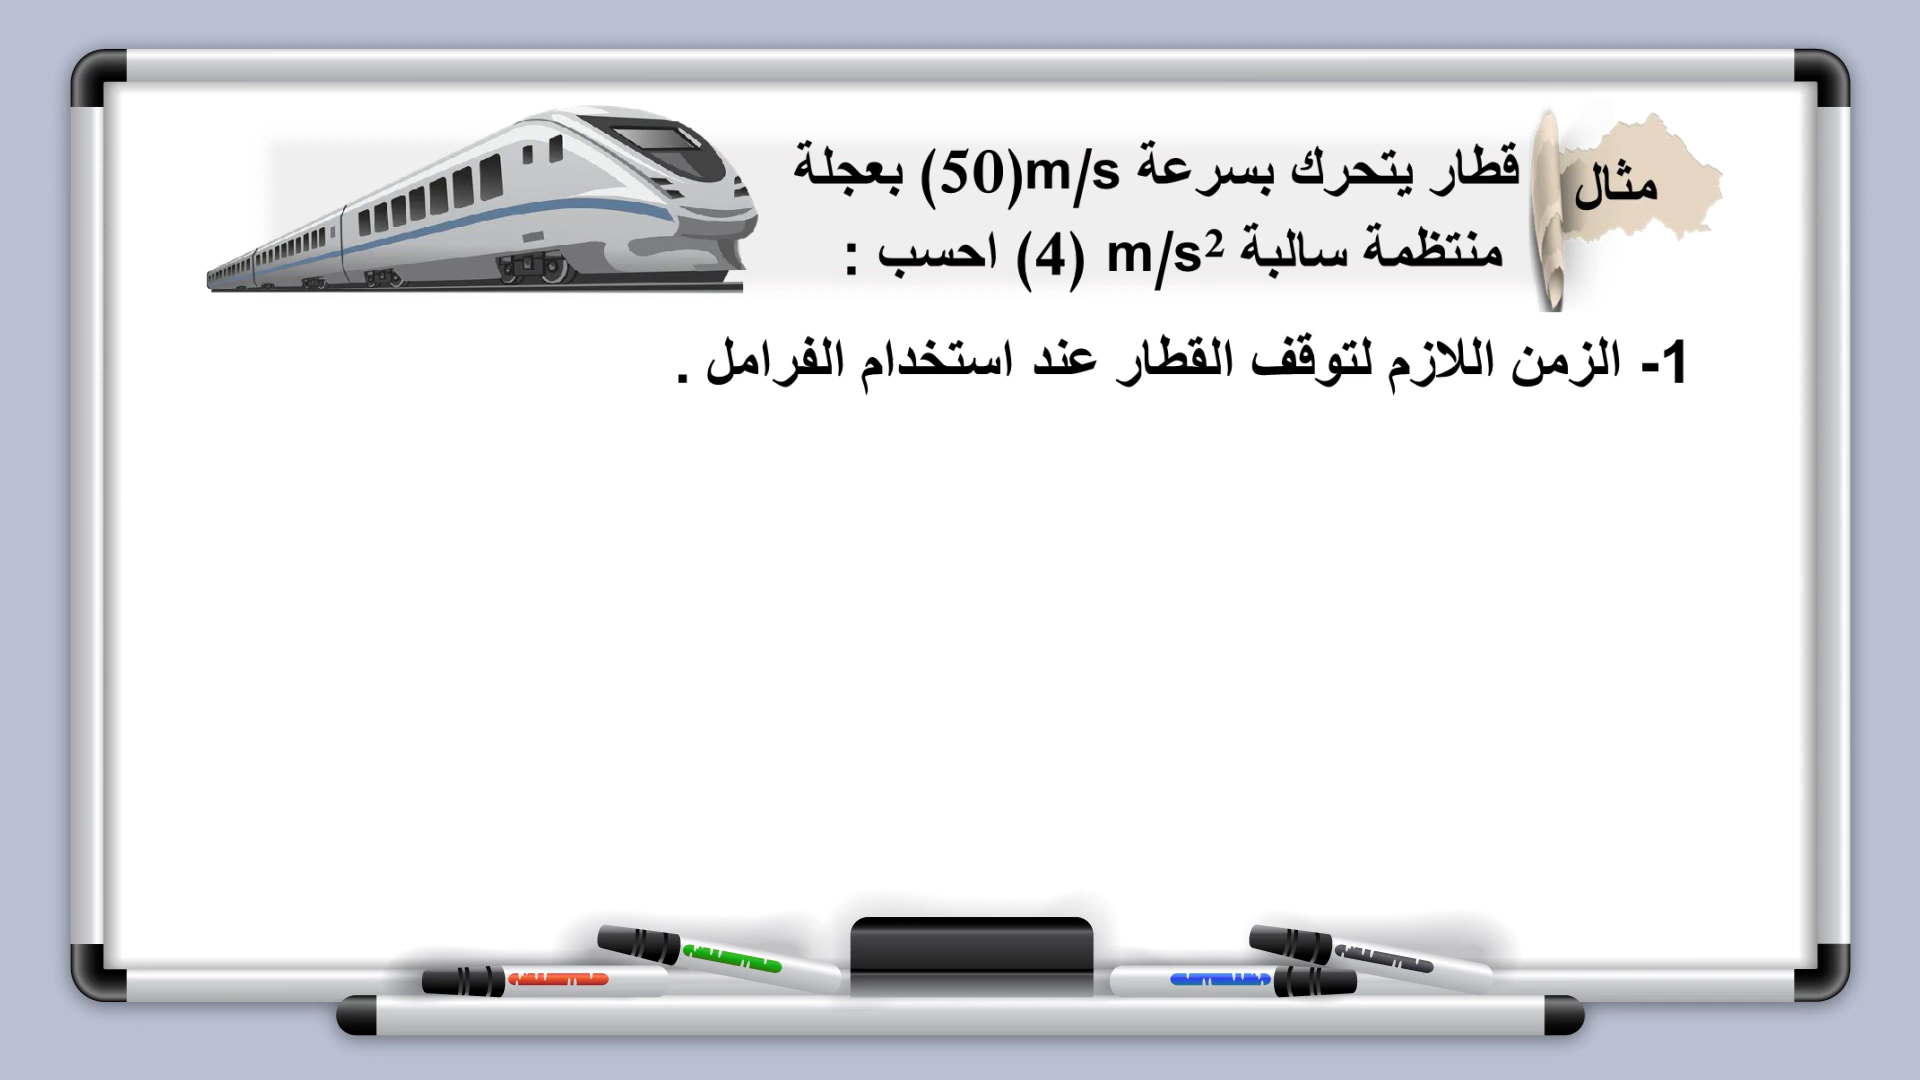 مثال
قطار يتحرك بسرعة m/s(50) بعجلة
منتظمة سالبة m/s² (4) احسب :
1- الزمن اللازم لتوقف القطار عند استخدام الفرامل .